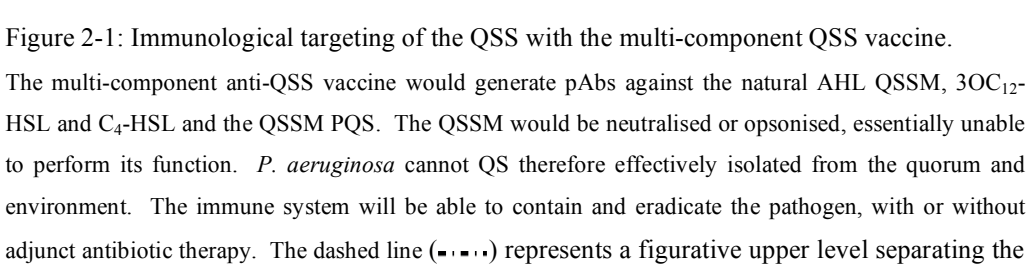 Figure 2-1: Immunological targeting of the QSS with the multi-component QSS vaccine.
The multi-component anti-QSS vaccine would generate pAbs against the natural AHL QSSM, 3OC12-
HSL and C4-HSL and the QSSM PQS. The QSSM would be neutralised or opsonised, essentially unable
to perform its function. P. aeruginosa cannot QS therefore effectively isolated from the quorum and
environment. The immune system will be able to contain and eradicate the pathogen, with or without
adjunct antibiotic therapy. The dashed line (-·-··) represents a figurative upper level separating the